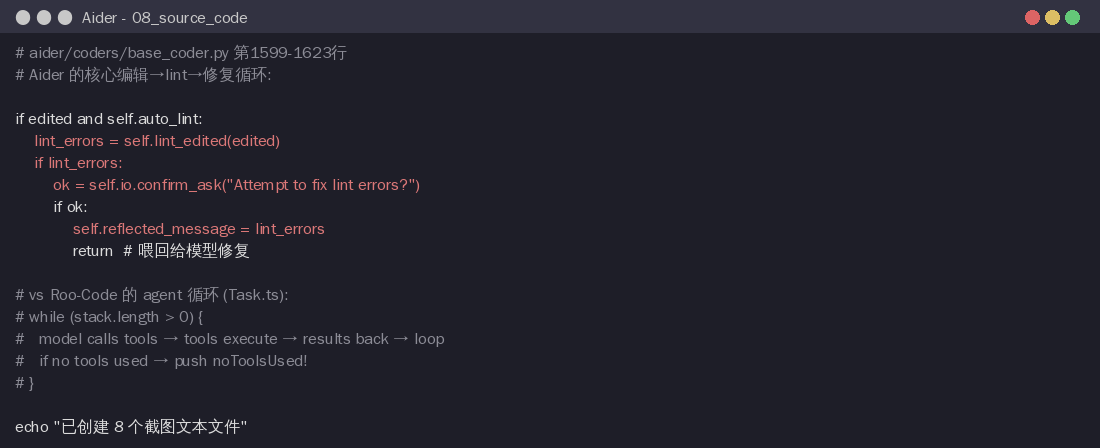 Aider - 08_source_code
# aider/coders/base_coder.py 第1599-1623行
# Aider 的核心编辑→lint→修复循环:
if edited and self.auto_lint:
    lint_errors = self.lint_edited(edited)
    if lint_errors:
        ok = self.io.confirm_ask("Attempt to fix lint errors?")
        if ok:
            self.reflected_message = lint_errors
            return  # 喂回给模型修复
# vs Roo-Code 的 agent 循环 (Task.ts):
# while (stack.length > 0) {
#   model calls tools → tools execute → results back → loop
#   if no tools used → push noToolsUsed!
# }
echo "已创建 8 个截图文本文件"